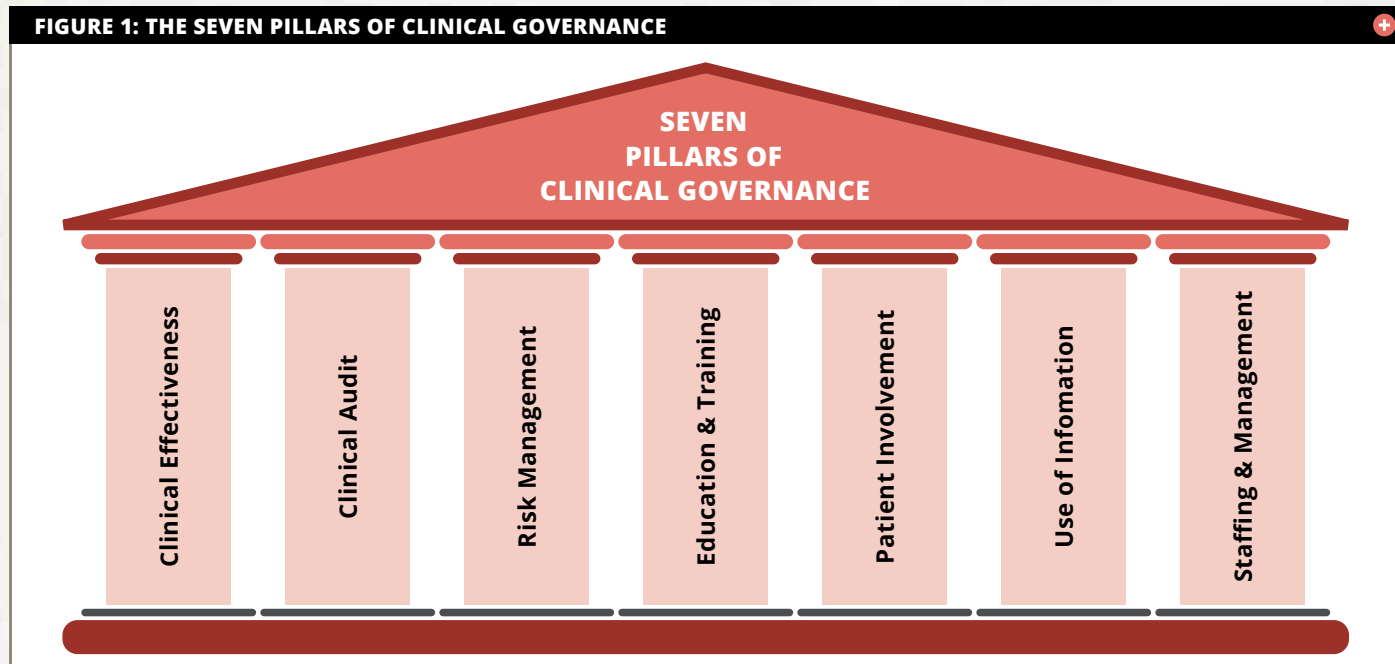 FIGURE 1: THE SEVEN PILLARS OF CLINICAL GOVERNANCE
SEVEN
PILLARS OF
CLINICAL GOVERNANCE
Clinical Effectiveness
Clinical Audit
Risk Management
Education & Training
Patient Involvement
Use of Infomation
Staffing & Management